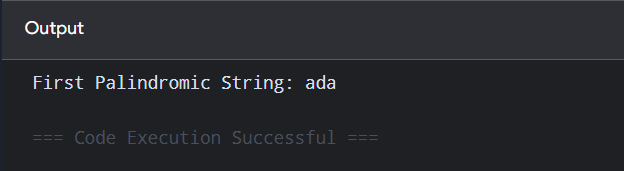 Output
First Palindromic String: ada
=== Code Execution Successful ===